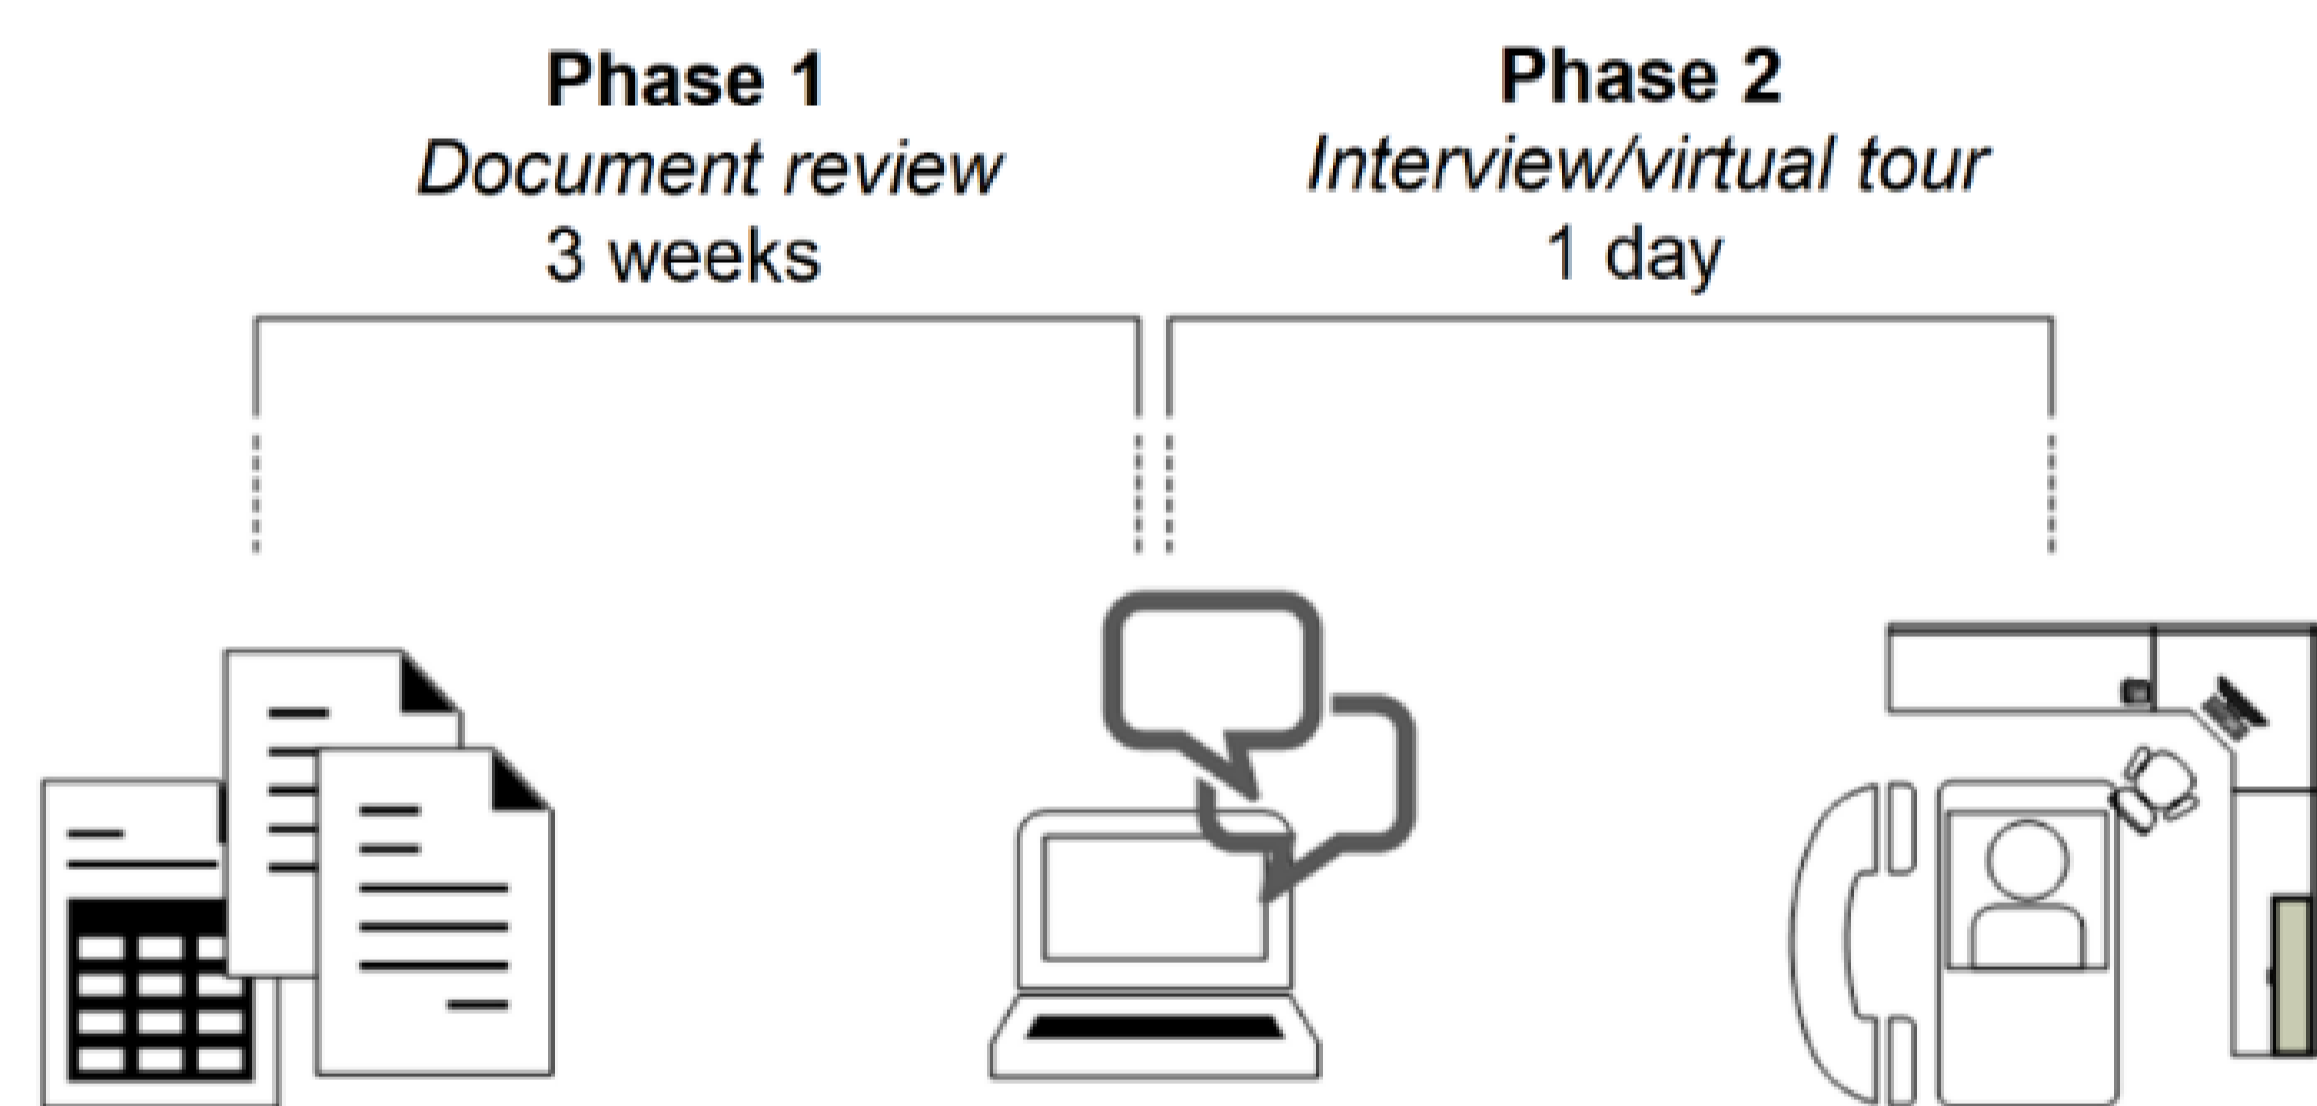 Phase 1
Document review
3 weeks
Phase 2
Interview/virtual tour
1 day